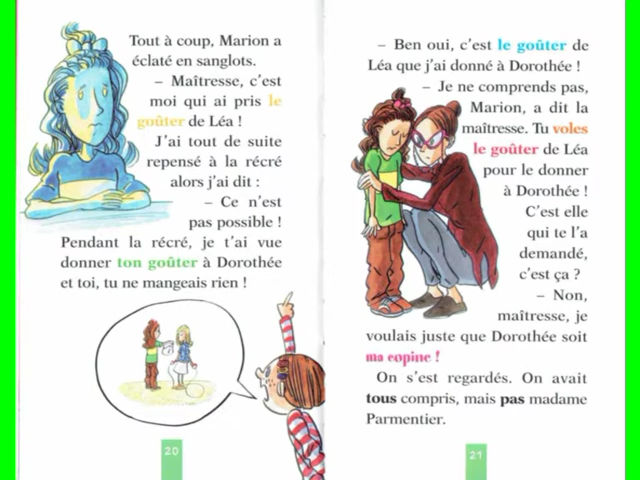 Tout à coup, Marion a
éclaté en sanglots.
– Maîtresse, c'est
moi qui ai pris le
goûter de Léa !
J'ai tout de suite
repensé à la récré
alors j'ai dit :
– Ce n'est
pas possible !
Pendant la récré, je t'ai vue
donner ton goûter à Dorothée
et toi, tu ne mangeais rien !
20
– Ben oui, c'est le goûter de
Léa que j'ai donné à Dorothée !
– Je ne comprends pas,
Marion, a dit la
maîtresse. Tu voles
le goûter de Léa
pour le donner
à Dorothée !
C'est elle
qui te l'a
demandé,
c'est ça ?
– Non,
maîtresse, je
voulais juste que Dorothée soit
ma copine !
On s'est regardés. On avait
tous compris, mais pas madame
Parmentier.
21